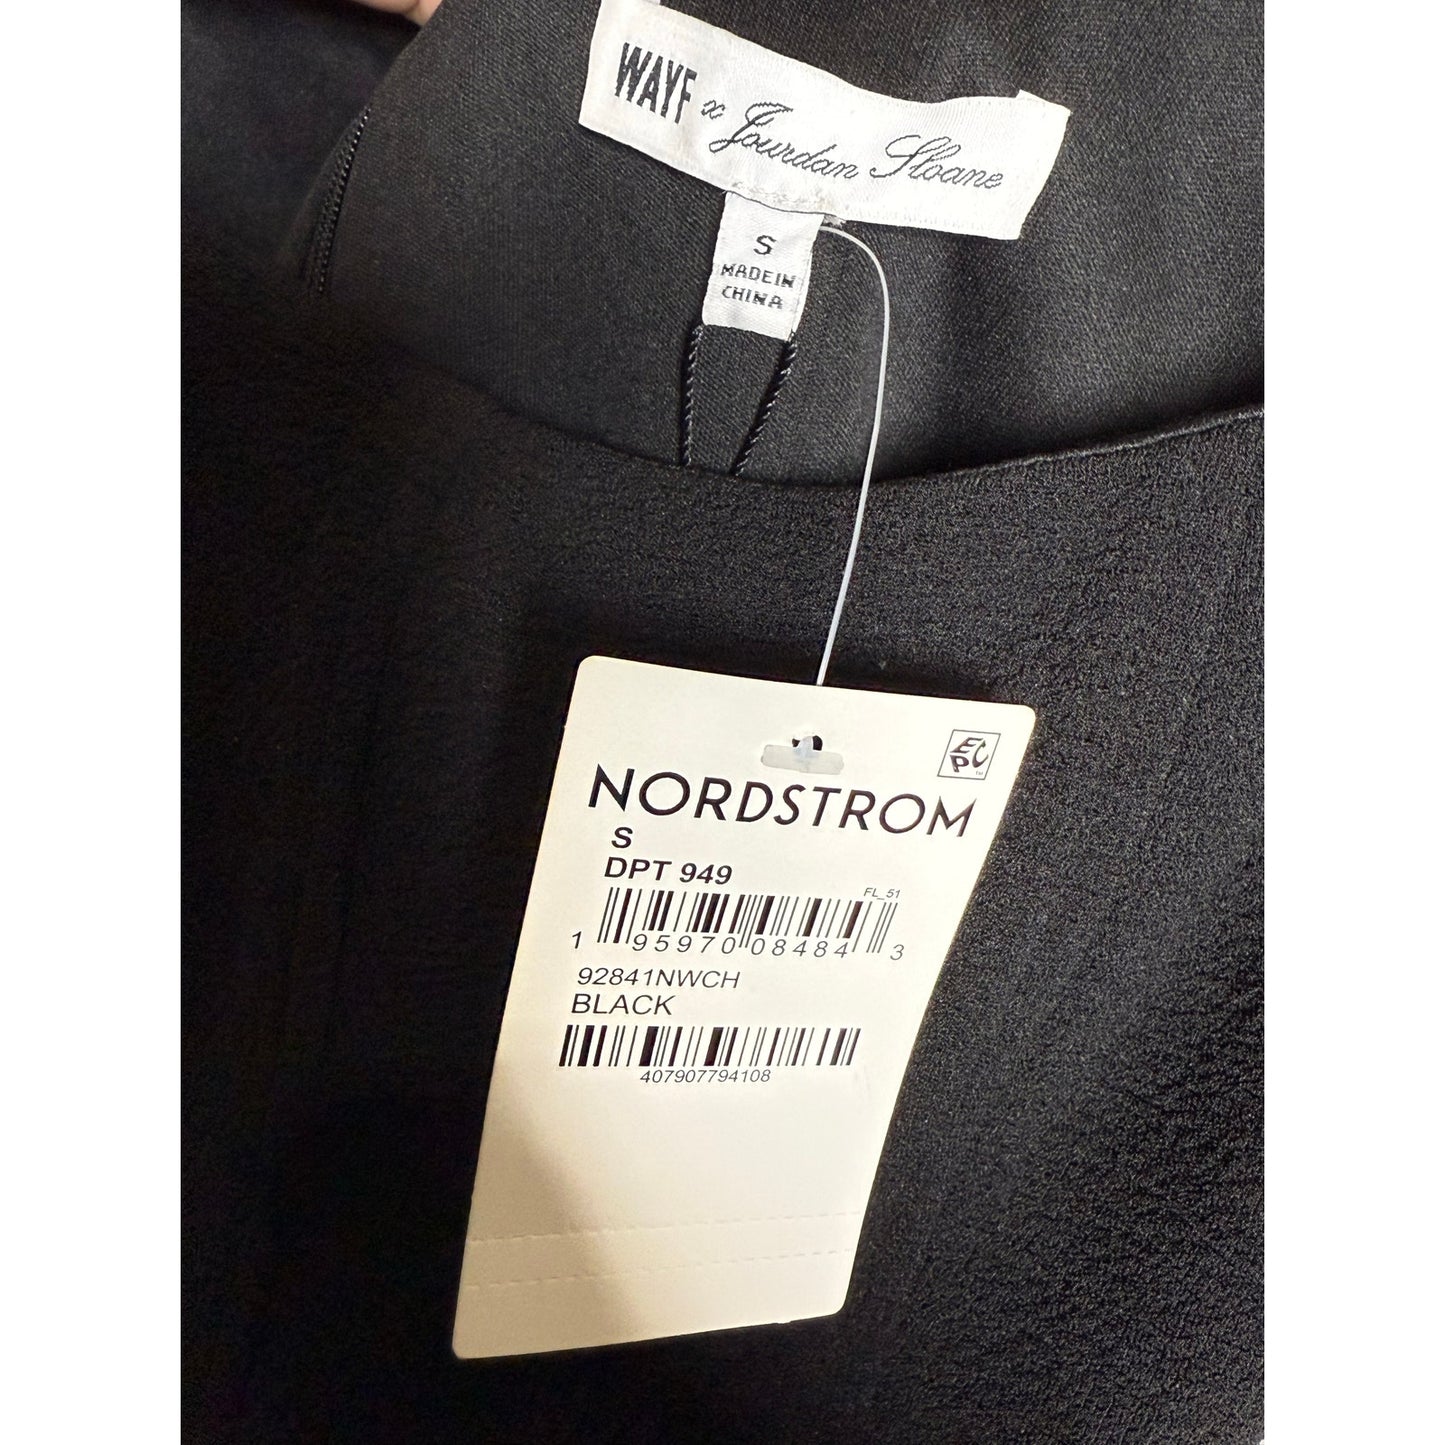 WAYF x Jourdan Sloane
S
MADE IN
CHINA
EPC
NORDSTROM
S
DPT 949
FL_51
1 95970 08484 3
92841NWCH
BLACK
407907794108